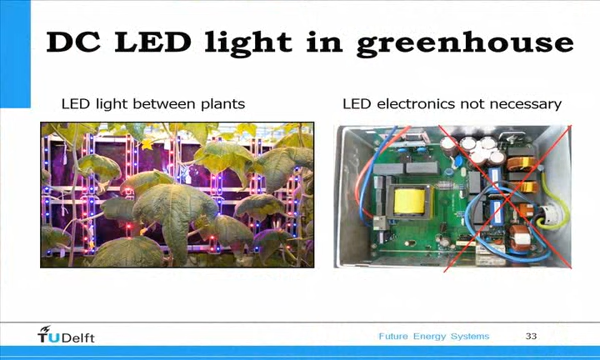 DC LED light in greenhouse
LED light between plants
LED electronics not necessary
TUDelft
Future Energy Systems
33